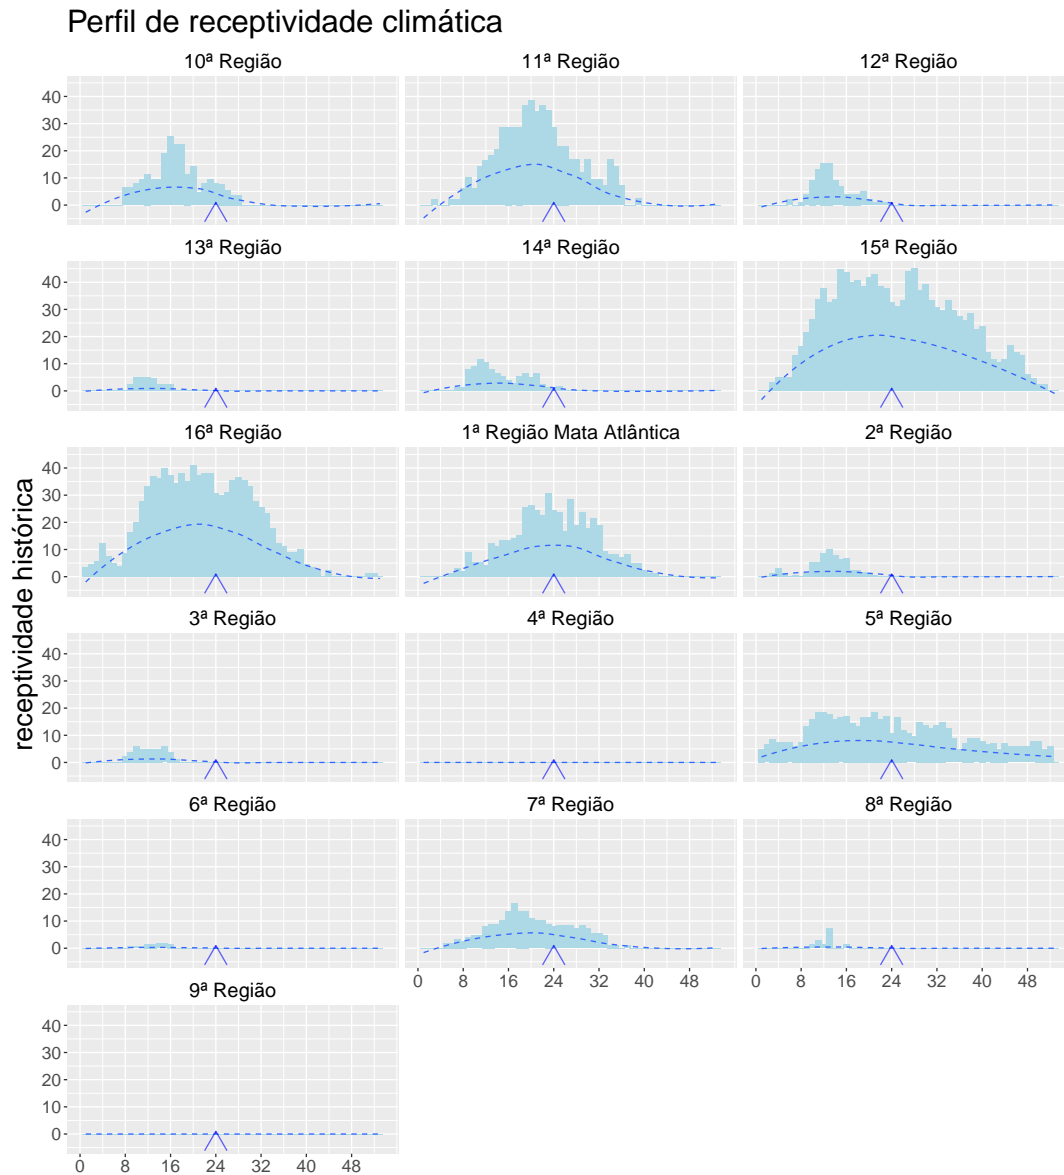 Perfil de receptividade climática
10ª Região
11ª Região
12ª Região
40
30
20
10
0
13ª Região
14ª Região
15ª Região
40
30
20
10
0
16ª Região
1ª Região Mata Atlântica
2ª Região
40
30
20
10
0
receptividade histórica
3ª Região
4ª Região
5ª Região
40
30
20
10
0
6ª Região
7ª Região
8ª Região
40
30
20
10
0
0 8 16 24 32 40 48
0 8 16 24 32 40 48
9ª Região
40
30
20
10
0
0 8 16 24 32 40 48